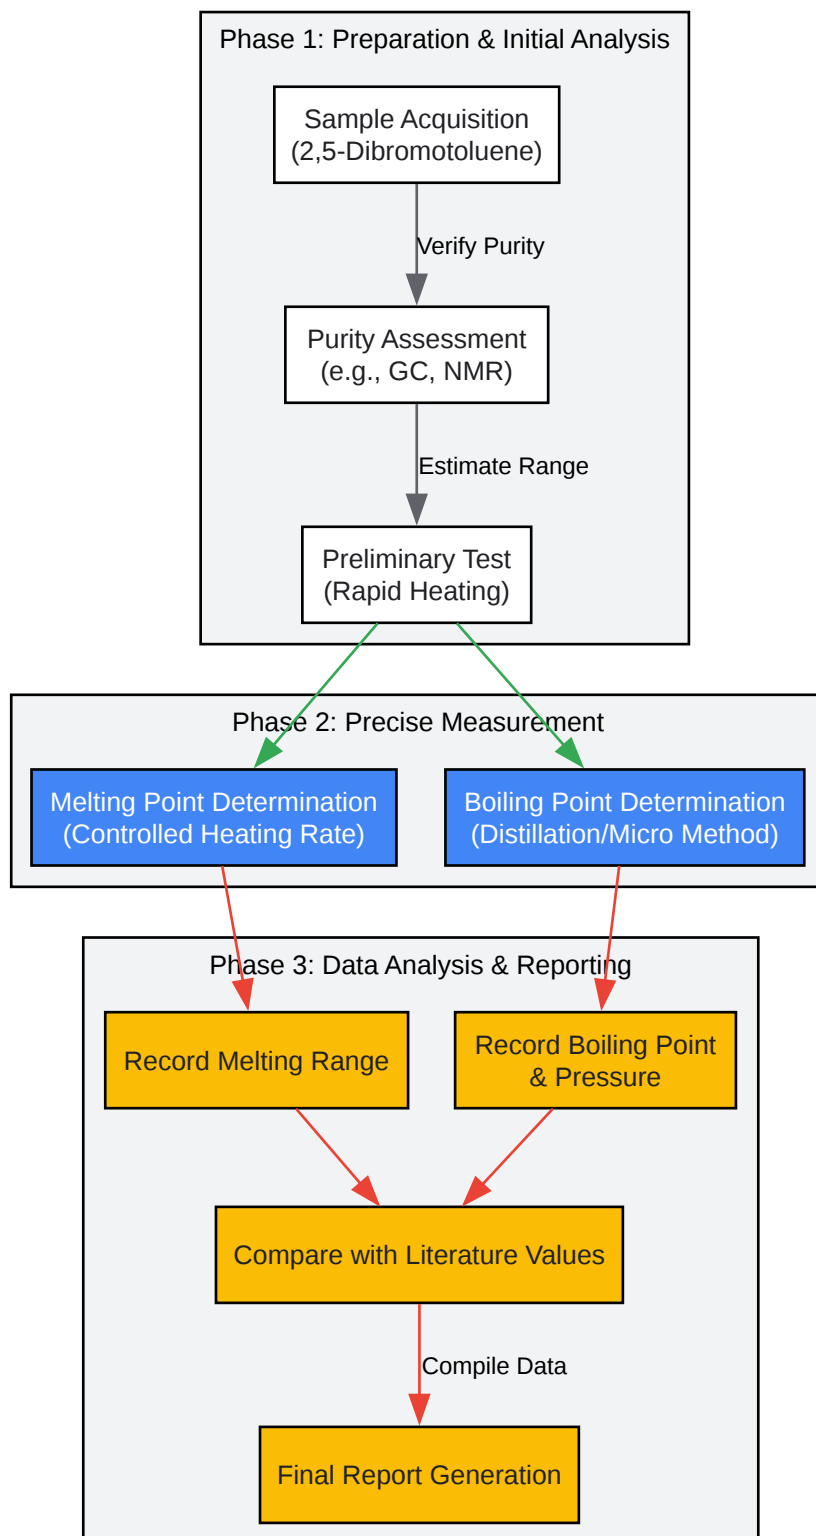 Phase 1: Preparation & Initial Analysis
Sample Acquisition
(2,5-Dibromotoluene)
Verify Purity
Purity Assessment
(e.g., GC, NMR)
Estimate Range
Preliminary Test
(Rapid Heating)
Phase 2: Precise Measurement
Melting Point Determination
(Controlled Heating Rate)
Boiling Point Determination
(Distillation/Micro Method)
Phase 3: Data Analysis & Reporting
Record Melting Range
Record Boiling Point
& Pressure
Compare with Literature Values
Compile Data
Final Report Generation